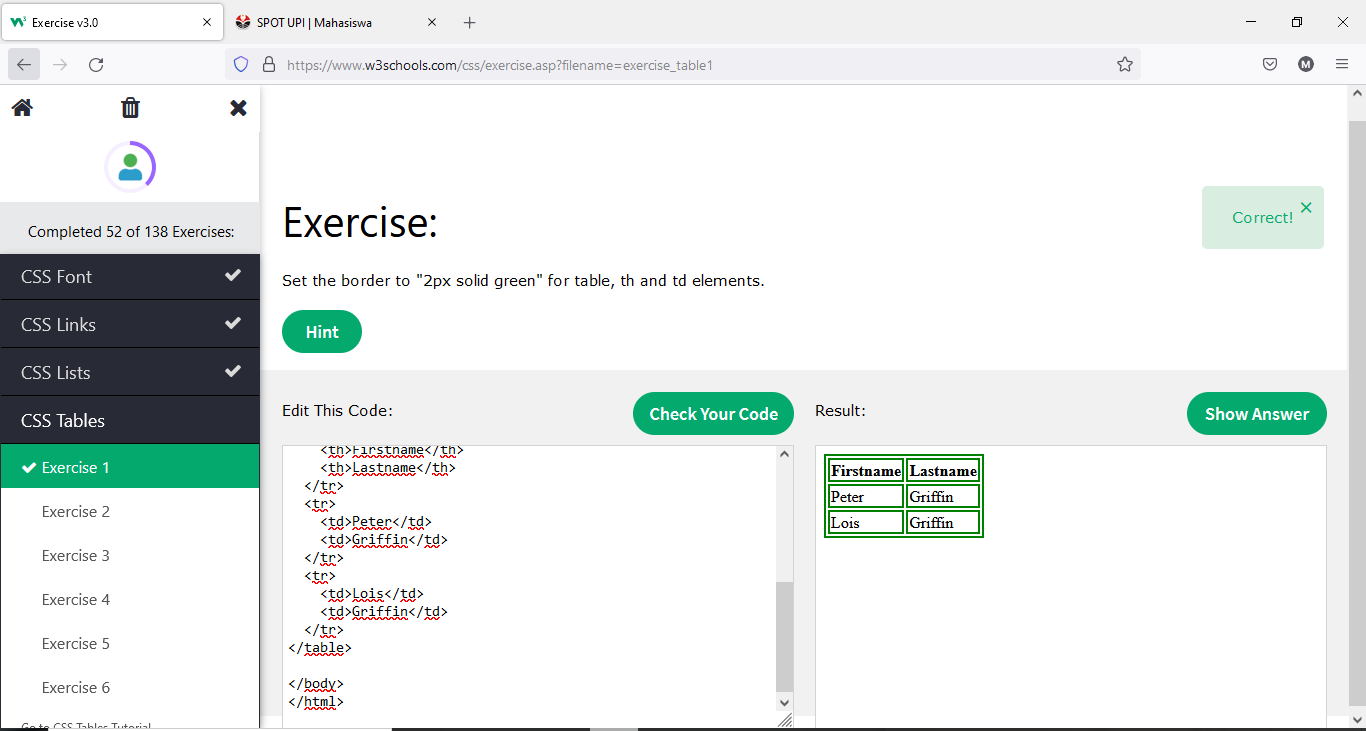 Exercise v3.0
SPOT UPI | Mahasiswa
https://www.w3schools.com/css/exercise.asp?filename=exercise_table1
M
Completed 52 of 138 Exercises:
CSS Font
CSS Links
CSS Lists
CSS Tables
Exercise 1
Exercise 2
Exercise 3
Exercise 4
Exercise 5
Exercise 6
Go to CSS Tables Tutorial
Exercise:
Correct!
Set the border to "2px solid green" for table, th and td elements.
Hint
Edit This Code:
Check Your Code
<th>Firstname</th>
<th>Lastname</th>
</tr>
<tr>
<td>Peter</td>
<td>Griffin</td>
</tr>
<tr>
<td>Lois</td>
<td>Griffin</td>
</tr>
</table>
</body>
</html>
Result:
Show Answer
Firstname Lastname
Peter Griffin
Lois Griffin